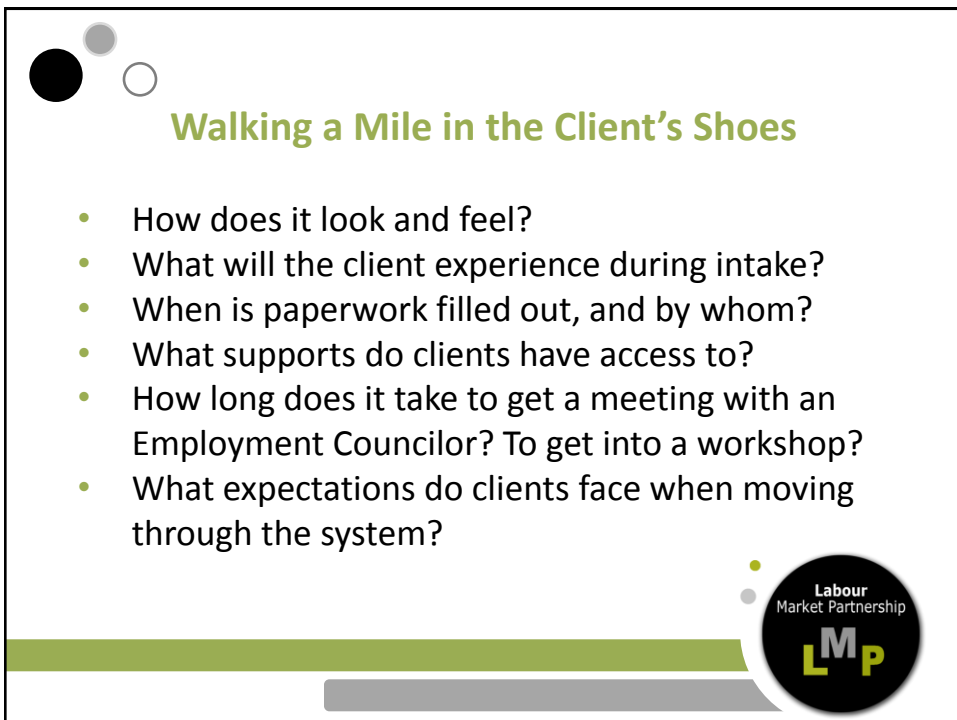 Walking a Mile in the Client’s Shoes
• How does it look and feel?
• What will the client experience during intake?
• When is paperwork filled out, and by whom?
• What supports do clients have access to?
• How long does it take to get a meeting with an
Employment Councilor? To get into a workshop?
• What expectations do clients face when moving
through the system?
Labour
Market Partnership
LMP